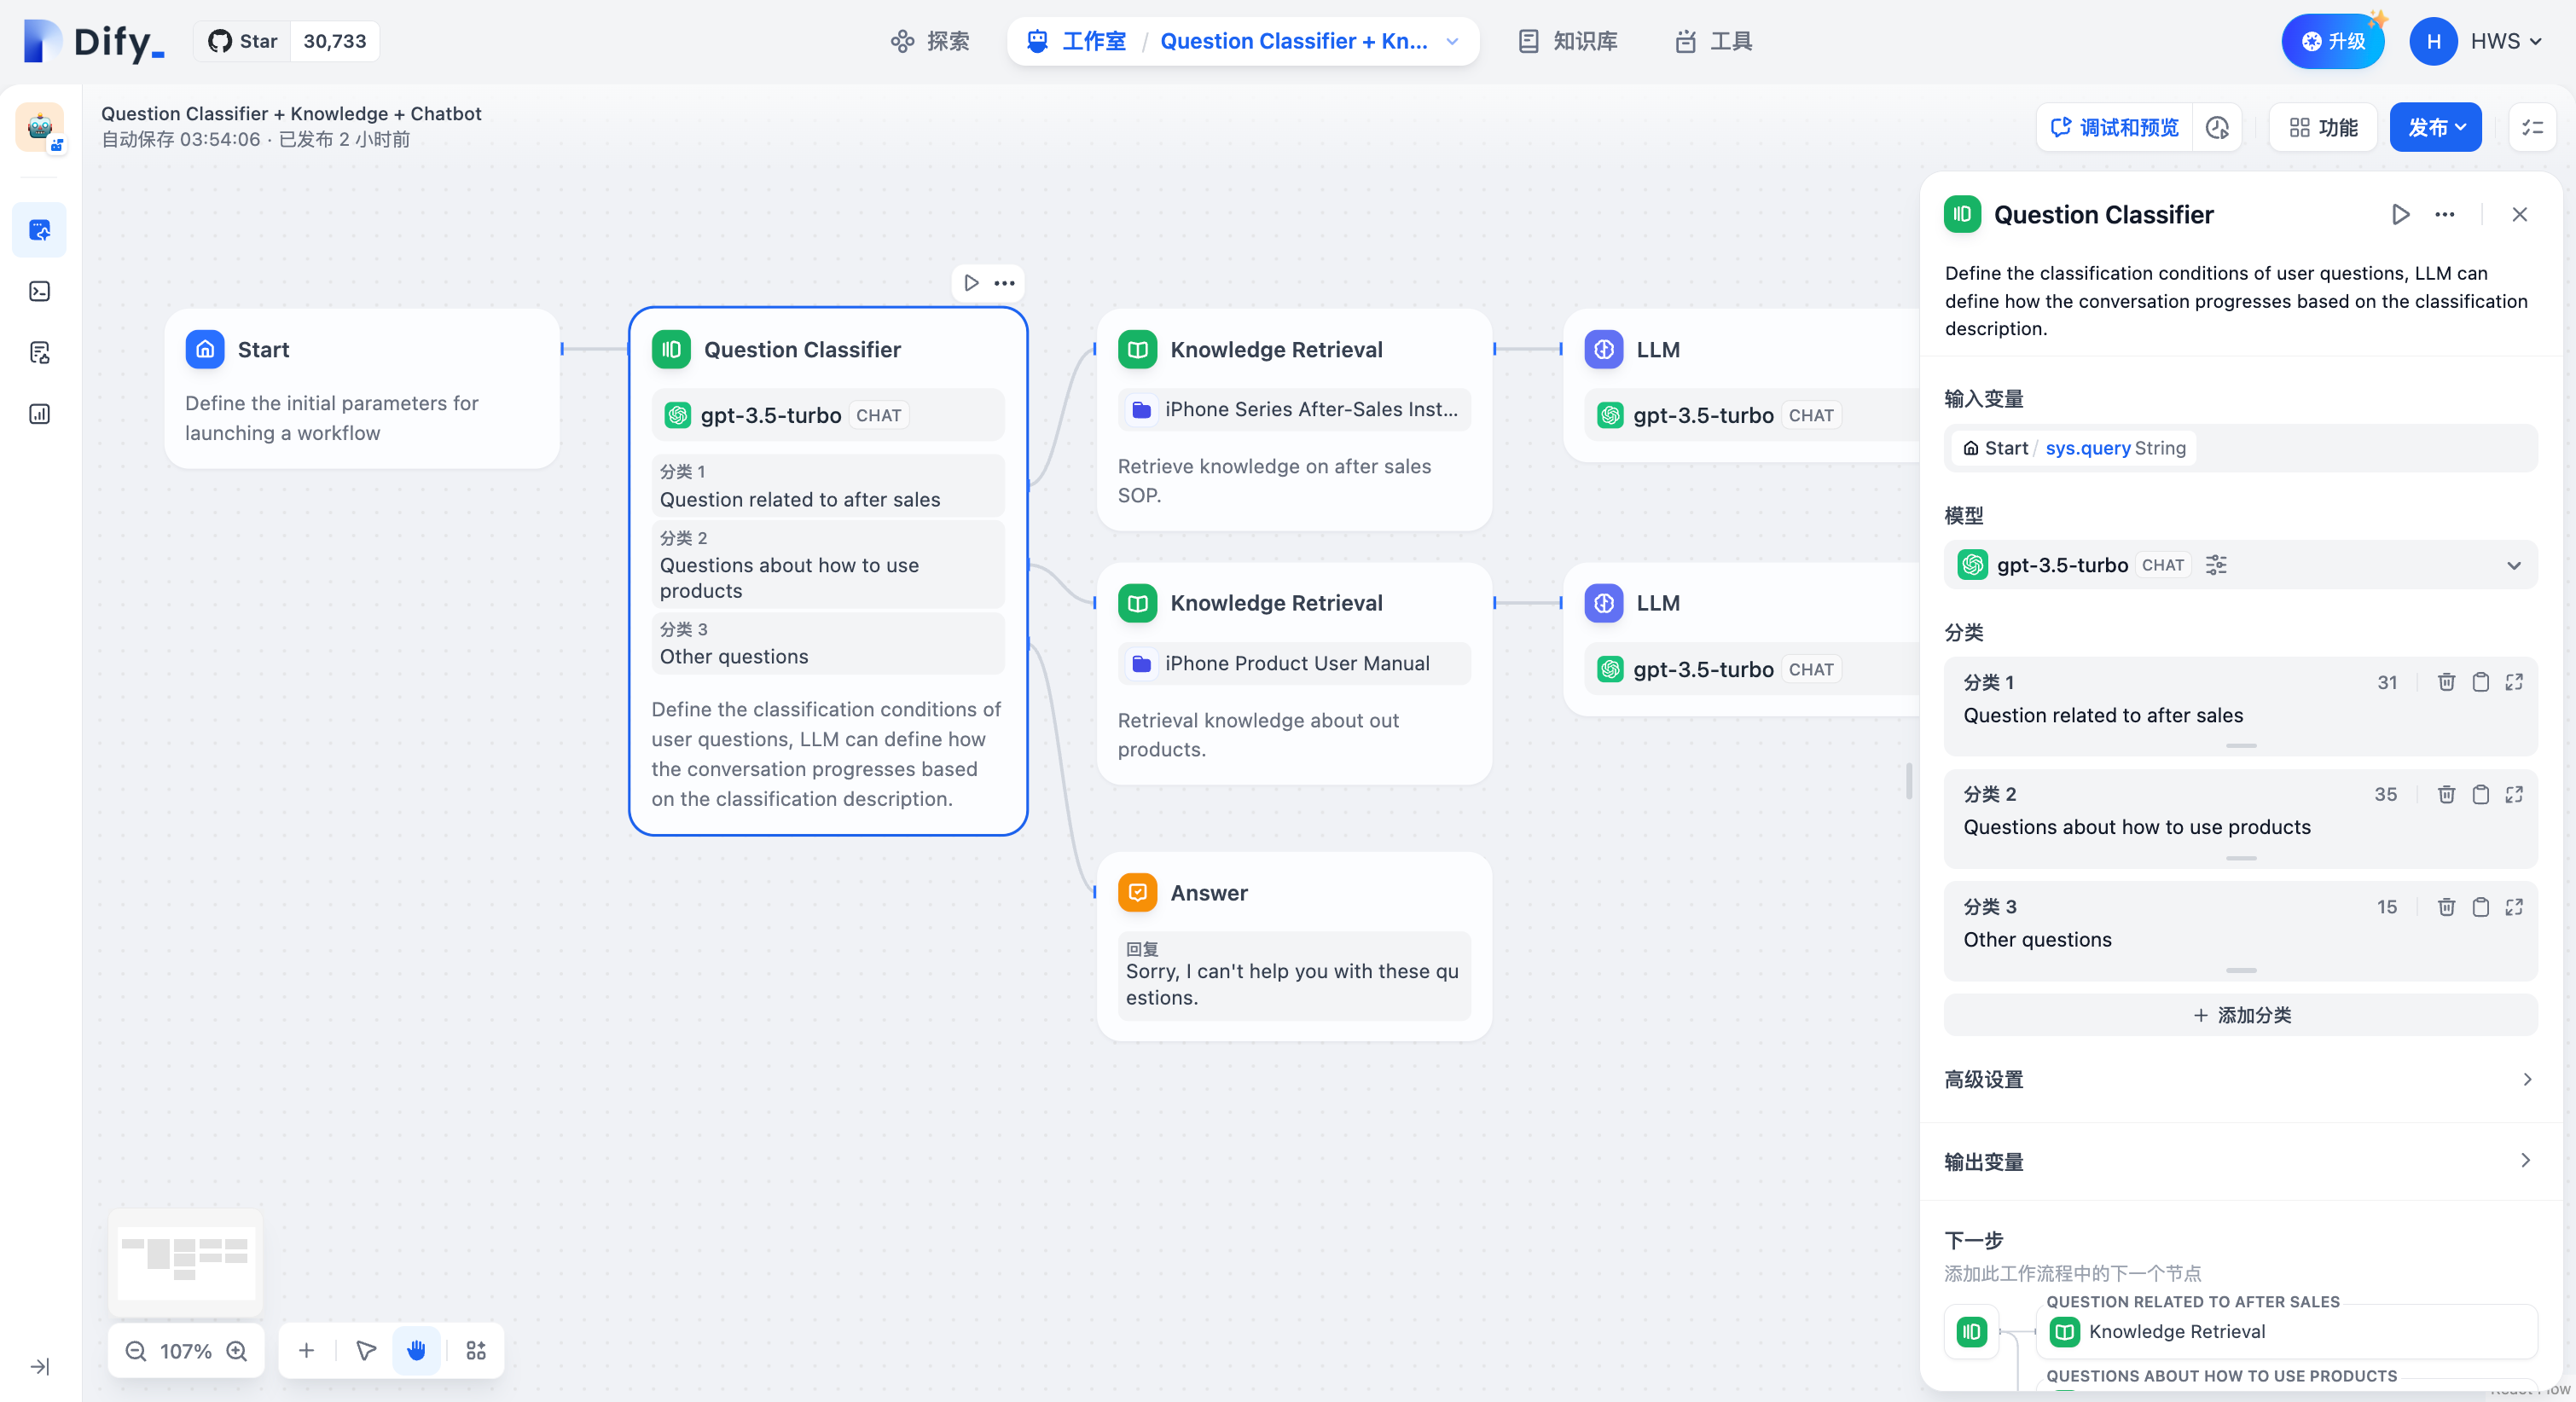 Dify_
Star 30,733
探索
工作室 / Question Classifier + Kn...
知识库
工具
升级
H HWS
Question Classifier + Knowledge + Chatbot
自动保存 03:54:06 · 已发布 2 小时前
调试和预览
功能
发布
Start
Define the initial parameters for
launching a workflow
Question Classifier
gpt-3.5-turbo CHAT
分类 1
Question related to after sales
分类 2
Questions about how to use
products
分类 3
Other questions
Define the classification conditions of
user questions, LLM can define how
the conversation progresses based
on the classification description.
Knowledge Retrieval
iPhone Series After-Sales Inst...
Retrieve knowledge on after sales
SOP.
Knowledge Retrieval
iPhone Product User Manual
Retrieval knowledge about out
products.
Answer
回复
Sorry, I can't help you with these qu
estions.
LLM
gpt-3.5-turbo CHAT
LLM
gpt-3.5-turbo CHAT
Question Classifier
Define the classification conditions of user questions, LLM can
define how the conversation progresses based on the classification
description.
输入变量
Start / sys.query String
模型
gpt-3.5-turbo CHAT
分类
分类 1 31
Question related to after sales
分类 2 35
Questions about how to use products
分类 3 15
Other questions
+ 添加分类
高级设置
输出变量
下一步
添加此工作流程中的下一个节点
QUESTION RELATED TO AFTER SALES
Knowledge Retrieval
QUESTIONS ABOUT HOW TO USE PRODUCTS
107%